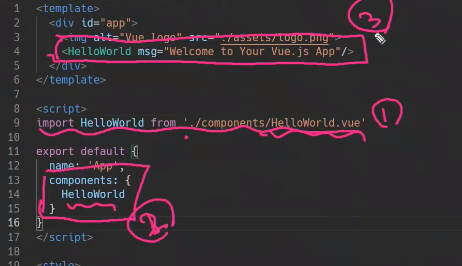 1 <template>
2 <div id="app">
3 <img alt="Vue logo" src="./assets/logo.png">
4 <HelloWorld msg="Welcome to Your Vue.js App"/>
5 </div>
6 </template>
7
8 <script>
9 import HelloWorld from './components/HelloWorld.vue'
10
11 export default {
12 name: 'App',
13 components: {
14 HelloWorld
15 }
16 }
17 </script>
18
<style>
3
1
2